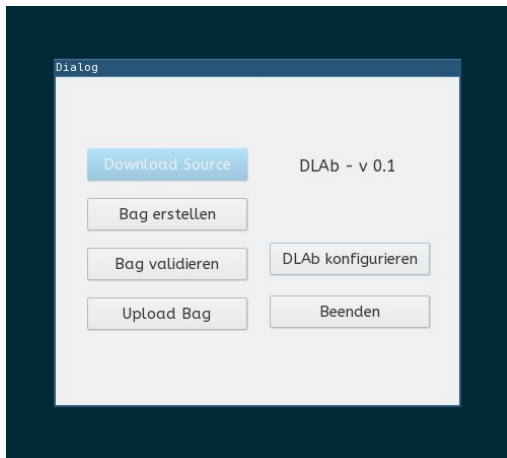 Dialog
Download Source
DLAb - v 0.1
Bag erstellen
Bag validieren
DLAb konfigurieren
Upload Bag
Beenden